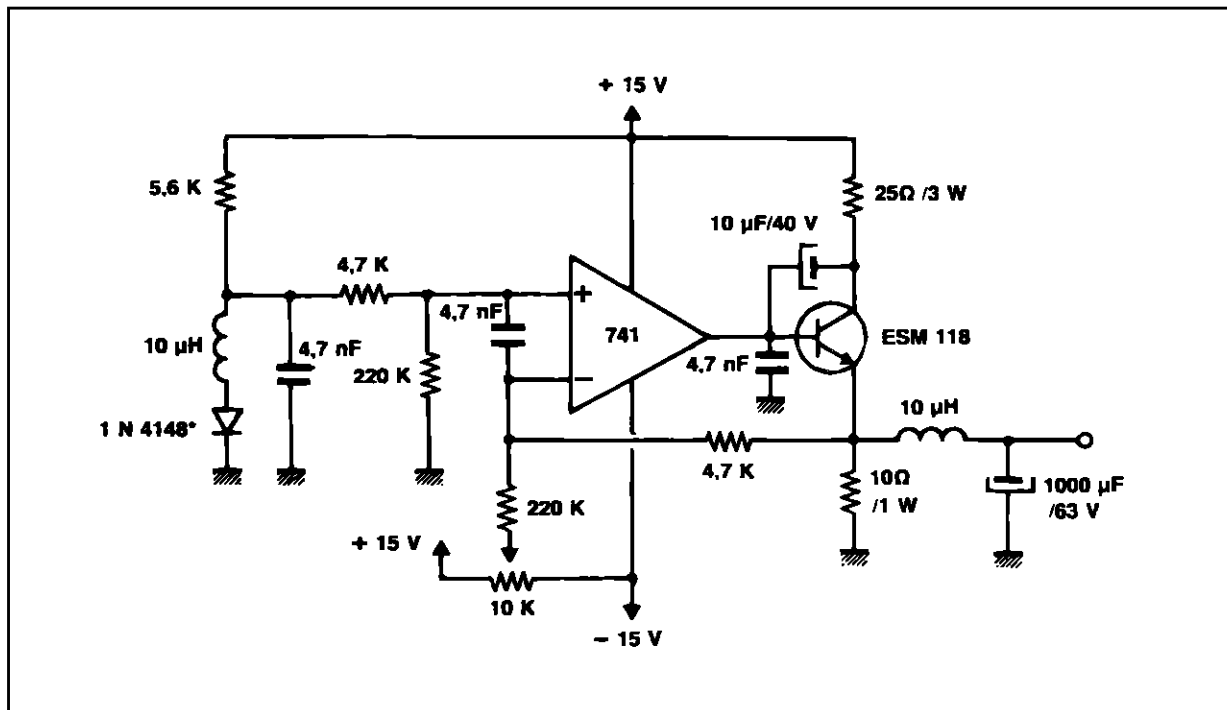 + 15 V
5,6 K
25Ω /3 W
10 µF/40 V
4,7 K
+
4,7 nF
741
ESM 118
10 µH
4,7 nF
220 K
−
4,7 nF
1 N 4148*
10 µH
4,7 K
10Ω
/1 W
1000 µF
/63 V
220 K
+ 15 V
10 K
− 15 V